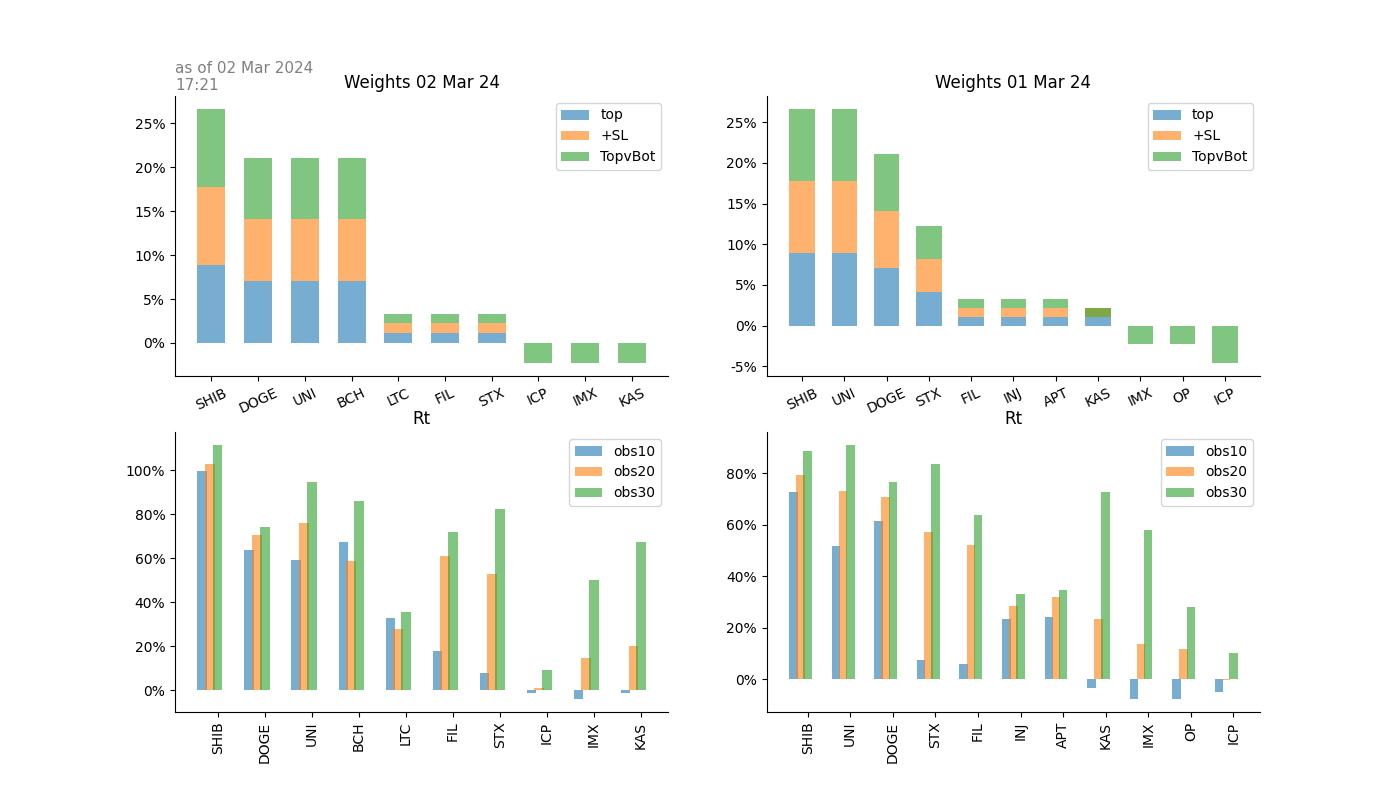 as of 02 Mar 2024
17:21
Weights 02 Mar 24
25%
20%
15%
10%
5%
0%
top
+SL
TopvBot
SHIB DOGE UNI BCH LTC FIL STX ICP IMX KAS
Weights 01 Mar 24
25%
20%
15%
10%
5%
0%
-5%
top
+SL
TopvBot
SHIB UNI DOGE STX FIL INJ APT KAS IMX OP ICP
Rt
100%
80%
60%
40%
20%
0%
obs10
obs20
obs30
SHIB DOGE UNI BCH LTC FIL STX ICP IMX KAS
Rt
80%
60%
40%
20%
0%
obs10
obs20
obs30
SHIB UNI DOGE STX FIL INJ APT KAS IMX OP ICP